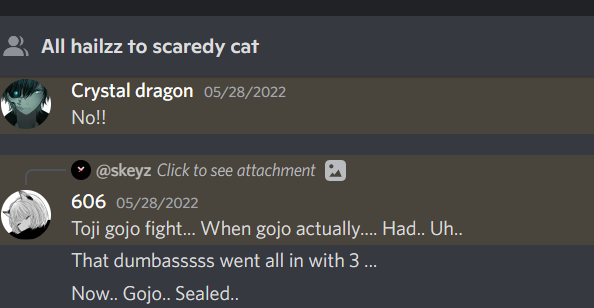 All hailzz to scaredy cat
Crystal dragon 05/28/2022
No!!
@skeyz Click to see attachment
606 05/28/2022
Toji gojo fight... When gojo actually.... Had.. Uh..
That dumbasssss went all in with 3 ...
Now.. Gojo.. Sealed..